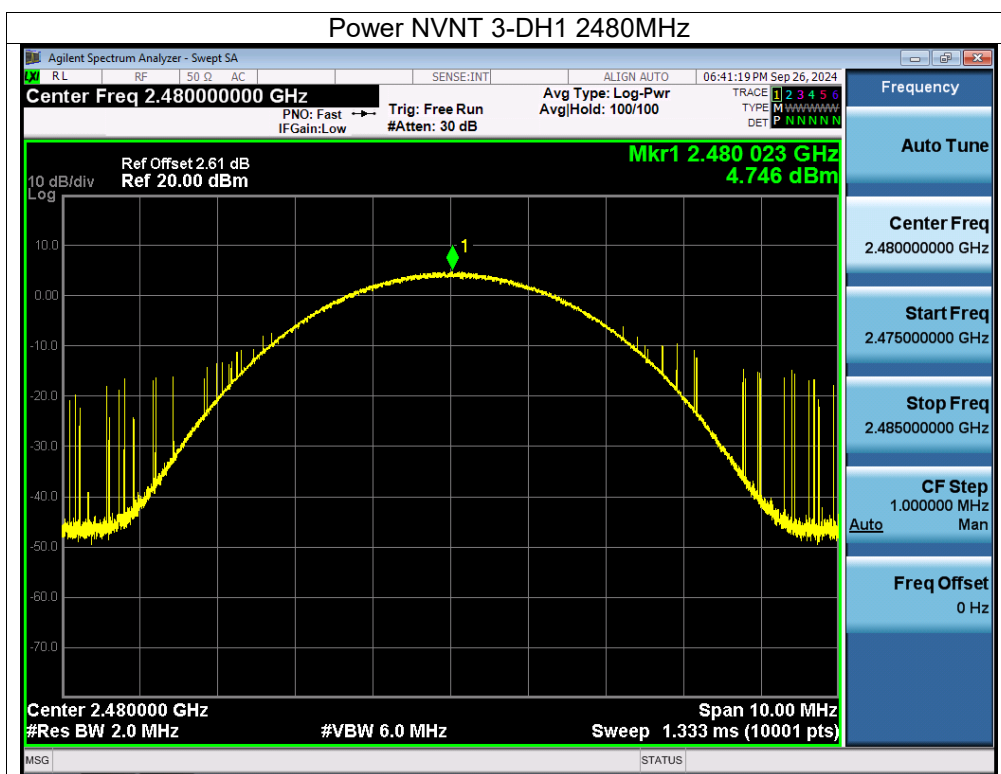 Power NVNT 3-DH1 2480MHz
Agilent Spectrum Analyzer - Swept SA
LXI RL RF 50 Ω AC SENSE:INT ALIGN AUTO 06:41:19 PM Sep 26, 2024
Center Freq 2.480000000 GHz
PNO: Fast
IFGain:Low
Trig: Free Run
#Atten: 30 dB
Avg Type: Log-Pwr
Avg|Hold: 100/100
TRACE 1 2 3 4 5 6
TYPE M W W W W W
DET P N N N N N
Ref Offset 2.61 dB
10 dB/div Ref 20.00 dBm
Log
Mkr1 2.480 023 GHz
4.746 dBm
1
10.0
0.00
-10.0
-20.0
-30.0
-40.0
-50.0
-60.0
-70.0
Center 2.480000 GHz Span 10.00 MHz
#Res BW 2.0 MHz #VBW 6.0 MHz Sweep 1.333 ms (10001 pts)
MSG STATUS
Frequency
Auto Tune
Center Freq
2.480000000 GHz
Start Freq
2.475000000 GHz
Stop Freq
2.485000000 GHz
CF Step
1.000000 MHz
Auto Man
Freq Offset
0 Hz